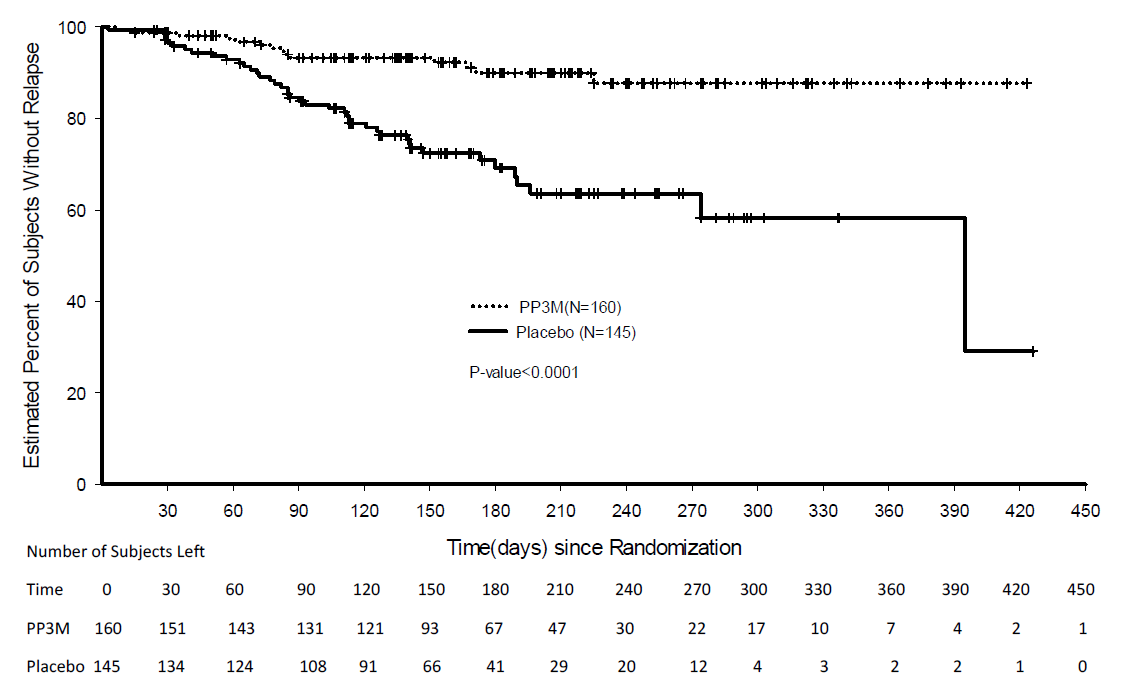 Estimated Percent of Subjects Without Relapse
100
80
60
40
20
0
PP3M(N=160)
Placebo (N=145)
P-value<0.0001
30 60 90 120 150 180 210 240 270 300 330 360 390 420 450
Time(days) since Randomization
Number of Subjects Left
Time 0 30 60 90 120 150 180 210 240 270 300 330 360 390 420 450
PP3M 160 151 143 131 121 93 67 47 30 22 17 10 7 4 2 1
Placebo 145 134 124 108 91 66 41 29 20 12 4 3 2 2 1 0